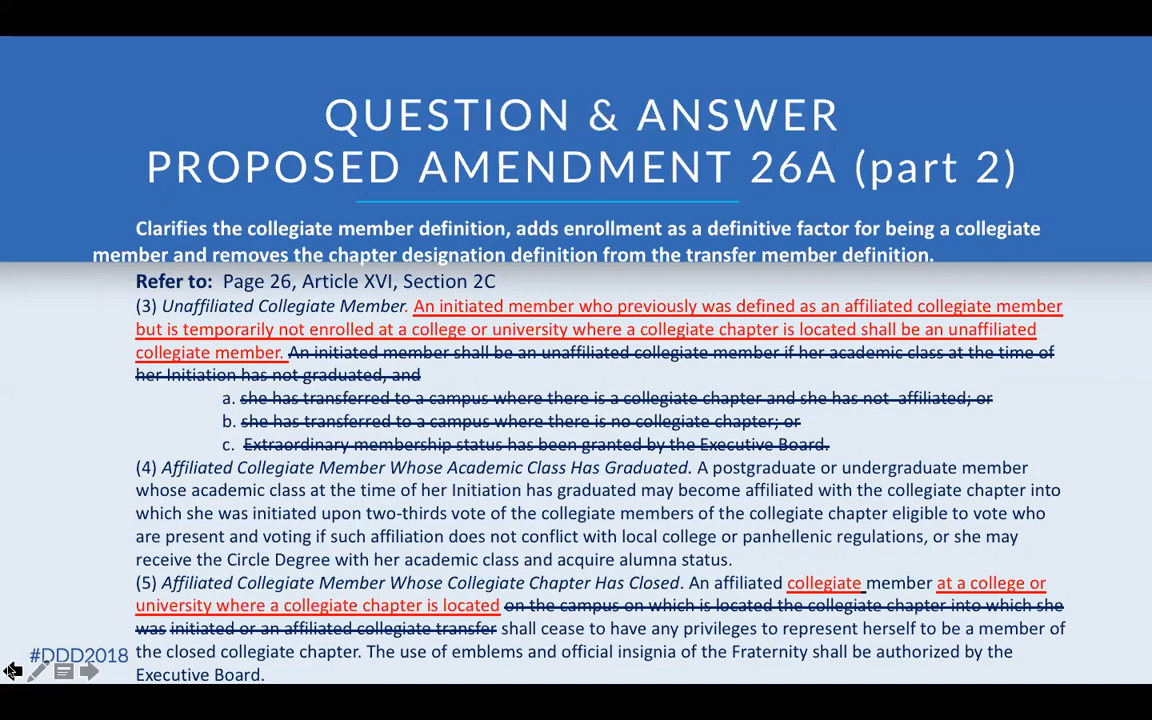 QUESTION & ANSWER
PROPOSED AMENDMENT 26A (part 2)
Clarifies the collegiate member definition, adds enrollment as a definitive factor for being a collegiate
member and removes the chapter designation definition from the transfer member definition.
Refer to: Page 26, Article XVI, Section 2C
(3) Unaffiliated Collegiate Member. An initiated member who previously was defined as an affiliated collegiate member
but is temporarily not enrolled at a college or university where a collegiate chapter is located shall be an unaffiliated
collegiate member. An initiated member shall be an unaffiliated collegiate member if her academic class at the time of
her Initiation has not graduated, and
a. she has transferred to a campus where there is a collegiate chapter and she has not affiliated; or
b. she has transferred to a campus where there is no collegiate chapter; or
c. Extraordinary membership status has been granted by the Executive Board.
(4) Affiliated Collegiate Member Whose Academic Class Has Graduated. A postgraduate or undergraduate member
whose academic class at the time of her Initiation has graduated may become affiliated with the collegiate chapter into
which she was initiated upon two-thirds vote of the collegiate members of the collegiate chapter eligible to vote who
are present and voting if such affiliation does not conflict with local college or panhellenic regulations, or she may
receive the Circle Degree with her academic class and acquire alumna status.
(5) Affiliated Collegiate Member Whose Collegiate Chapter Has Closed. An affiliated collegiate member at a college or
university where a collegiate chapter is located on the campus on which is located the collegiate chapter into which she
was initiated or an affiliated collegiate transfer shall cease to have any privileges to represent herself to be a member of
the closed collegiate chapter. The use of emblems and official insignia of the Fraternity shall be authorized by the
Executive Board.
#DDD2018